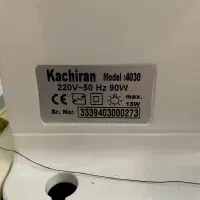 Kachiran Model :4030
220V~50 Hz 90W
CE max.
15W
Sr. No: 3339403000273